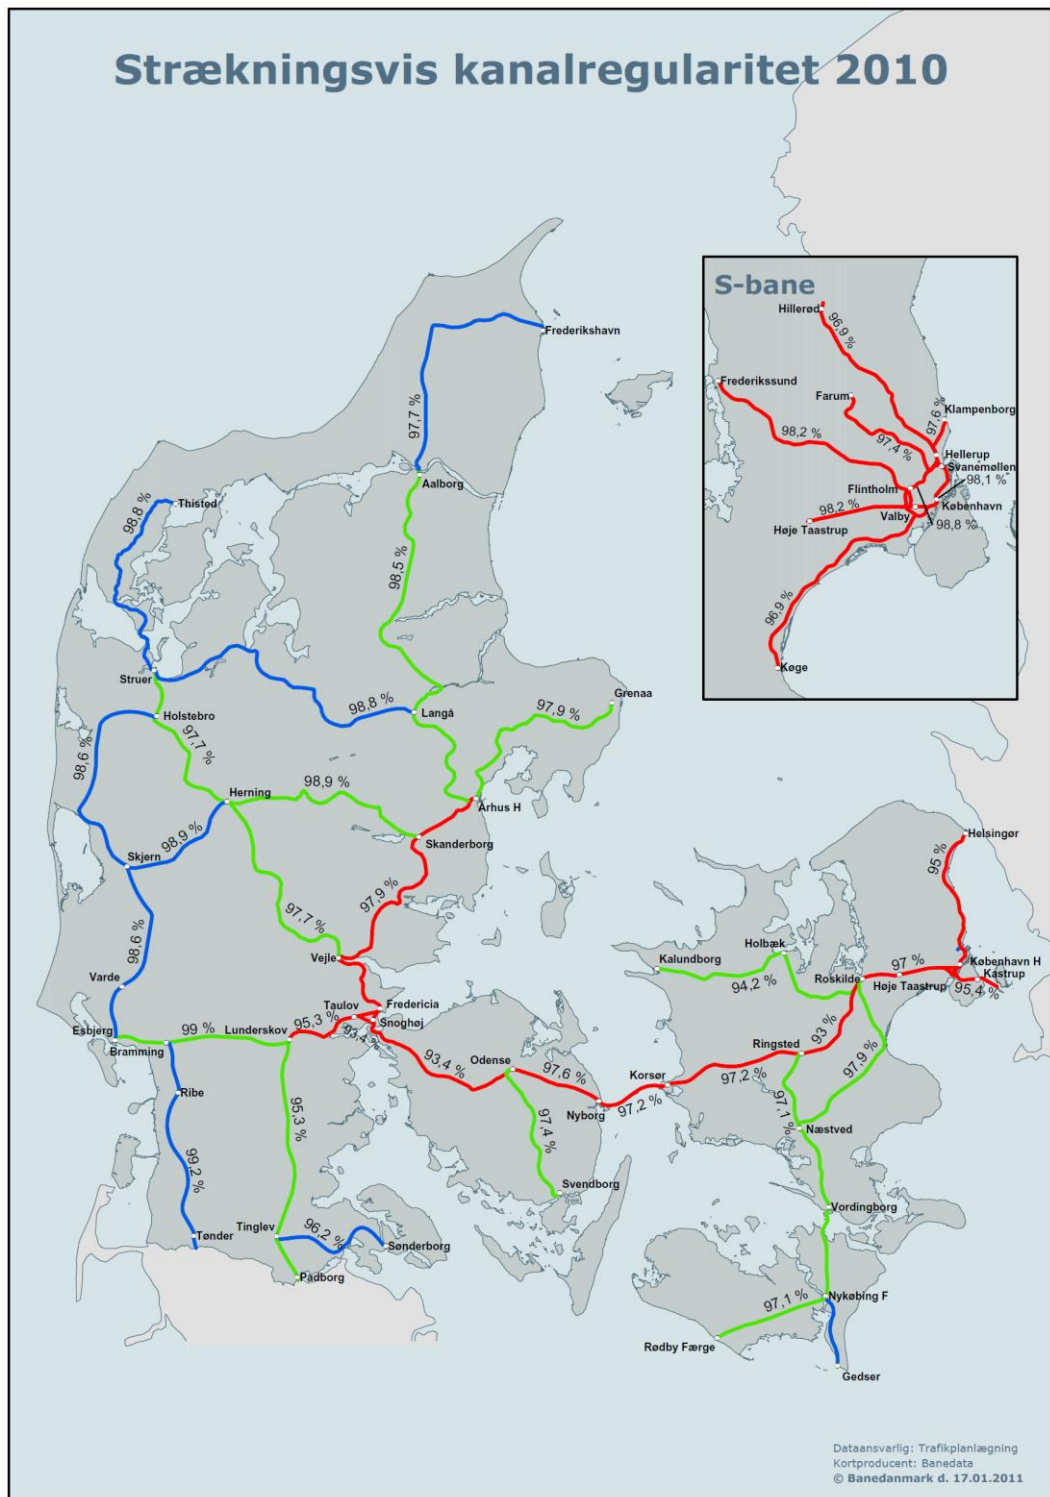 Strækningsvis kanalregularitet 2010
S-bane
Hillerød
96,9 %
Frederikssund
Farum
97,6 %
Klampenborg
98,2 %
97,4 %
Hellerup
Svanemøllen
98,1 %
Flintholm
98,2 %
Valby
København
Høje Taastrup
98,8 %
96,9 %
Køge
Frederikshavn
97,7 %
Aalborg
98,8 %
Thisted
98,5 %
Struer
Grenaa
98,8 %
Langå
97,9 %
Holstebro
98,6 %
97,7 %
98,9 %
Herning
Århus H
Helsingør
98,9 %
Skanderborg
95 %
Skjern
97,9 %
97,7 %
98,6 %
Holbæk
Vejle
Kalundborg
København H
Varde
94,2 %
Roskilde
97 %
Kastrup
Høje Taastrup
95,4 %
Taulov
Fredericia
Esbjerg
99 %
Lunderskov
95,3 %
Snoghøj
93,4 %
93 %
Bramming
Ringsted
93,4 %
Odense
97,6 %
97,2 %
97,9 %
Korsør
Ribe
Nyborg
97,2 %
97,1 %
95,3 %
Næstved
97,4 %
99,2 %
Svendborg
Vordingborg
Tinglev
96,2 %
Tønder
Sønderborg
Padborg
97,1 %
Nykøbing F
Rødby Færge
Gedser
Dataansvarlig: Trafikplanlægning
Kortproducent: Banedata
© Banedanmark d. 17.01.2011